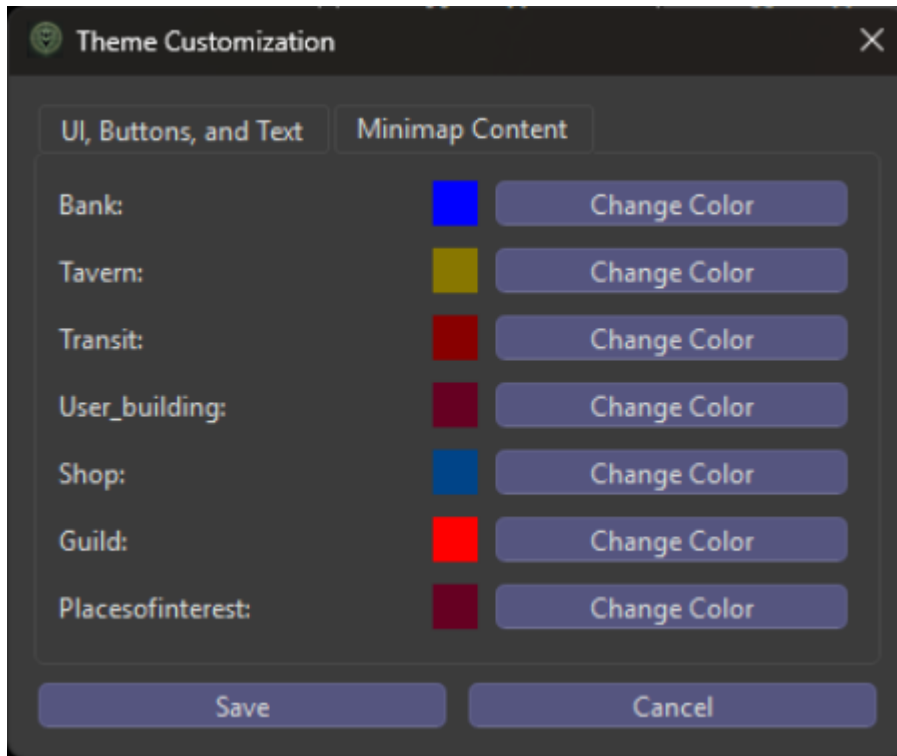 Theme Customization
UI, Buttons, and Text
Minimap Content
Bank: Change Color
Tavern: Change Color
Transit: Change Color
User_building: Change Color
Shop: Change Color
Guild: Change Color
Placesofinterest: Change Color
Save Cancel